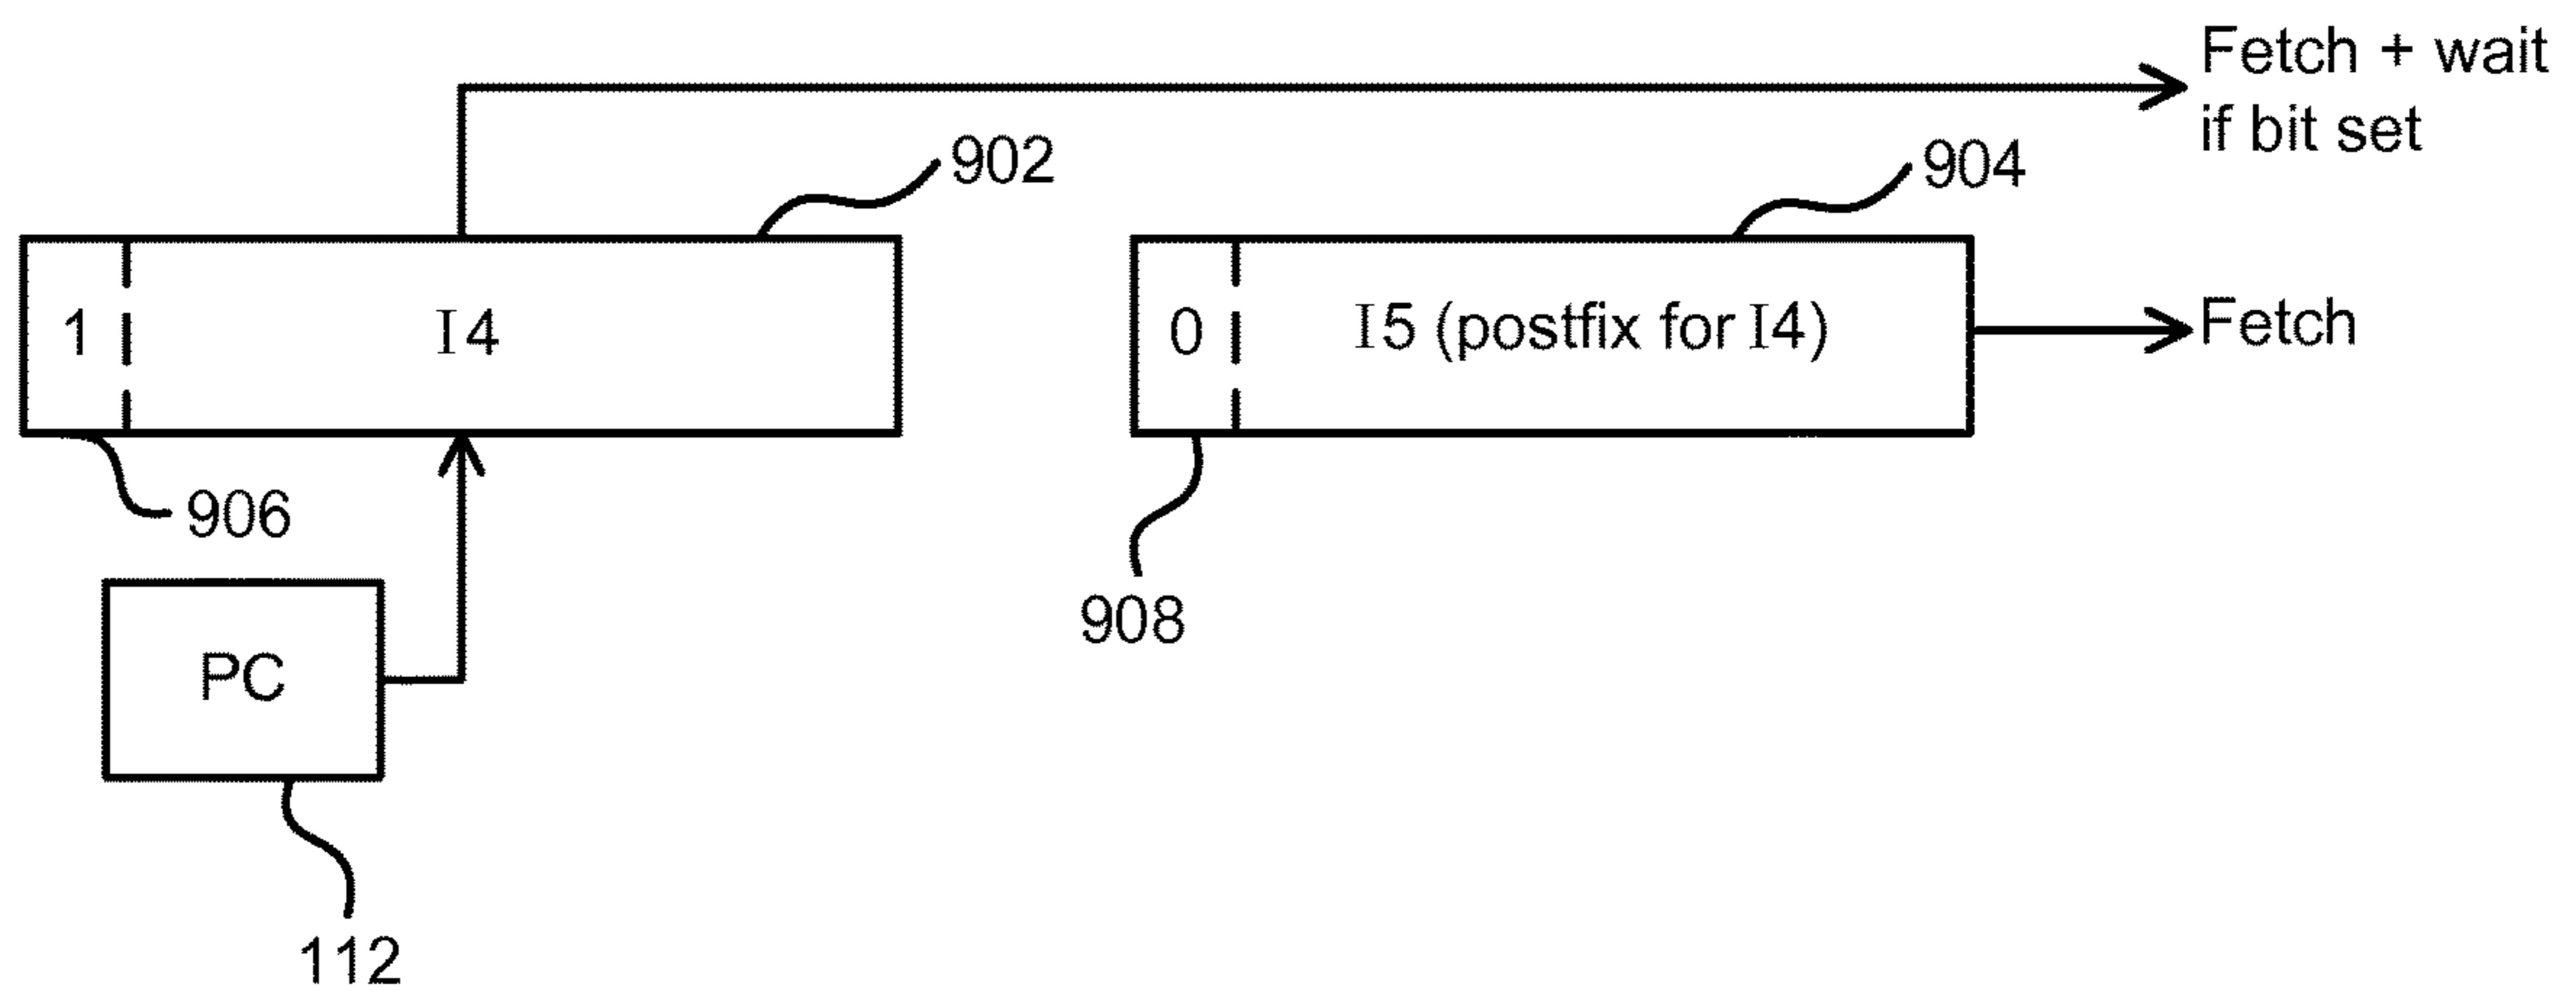 Fetch + wait
if bit set
902
904
1
I4
0
I5 (postfix for I4)
Fetch
906
908
PC
112